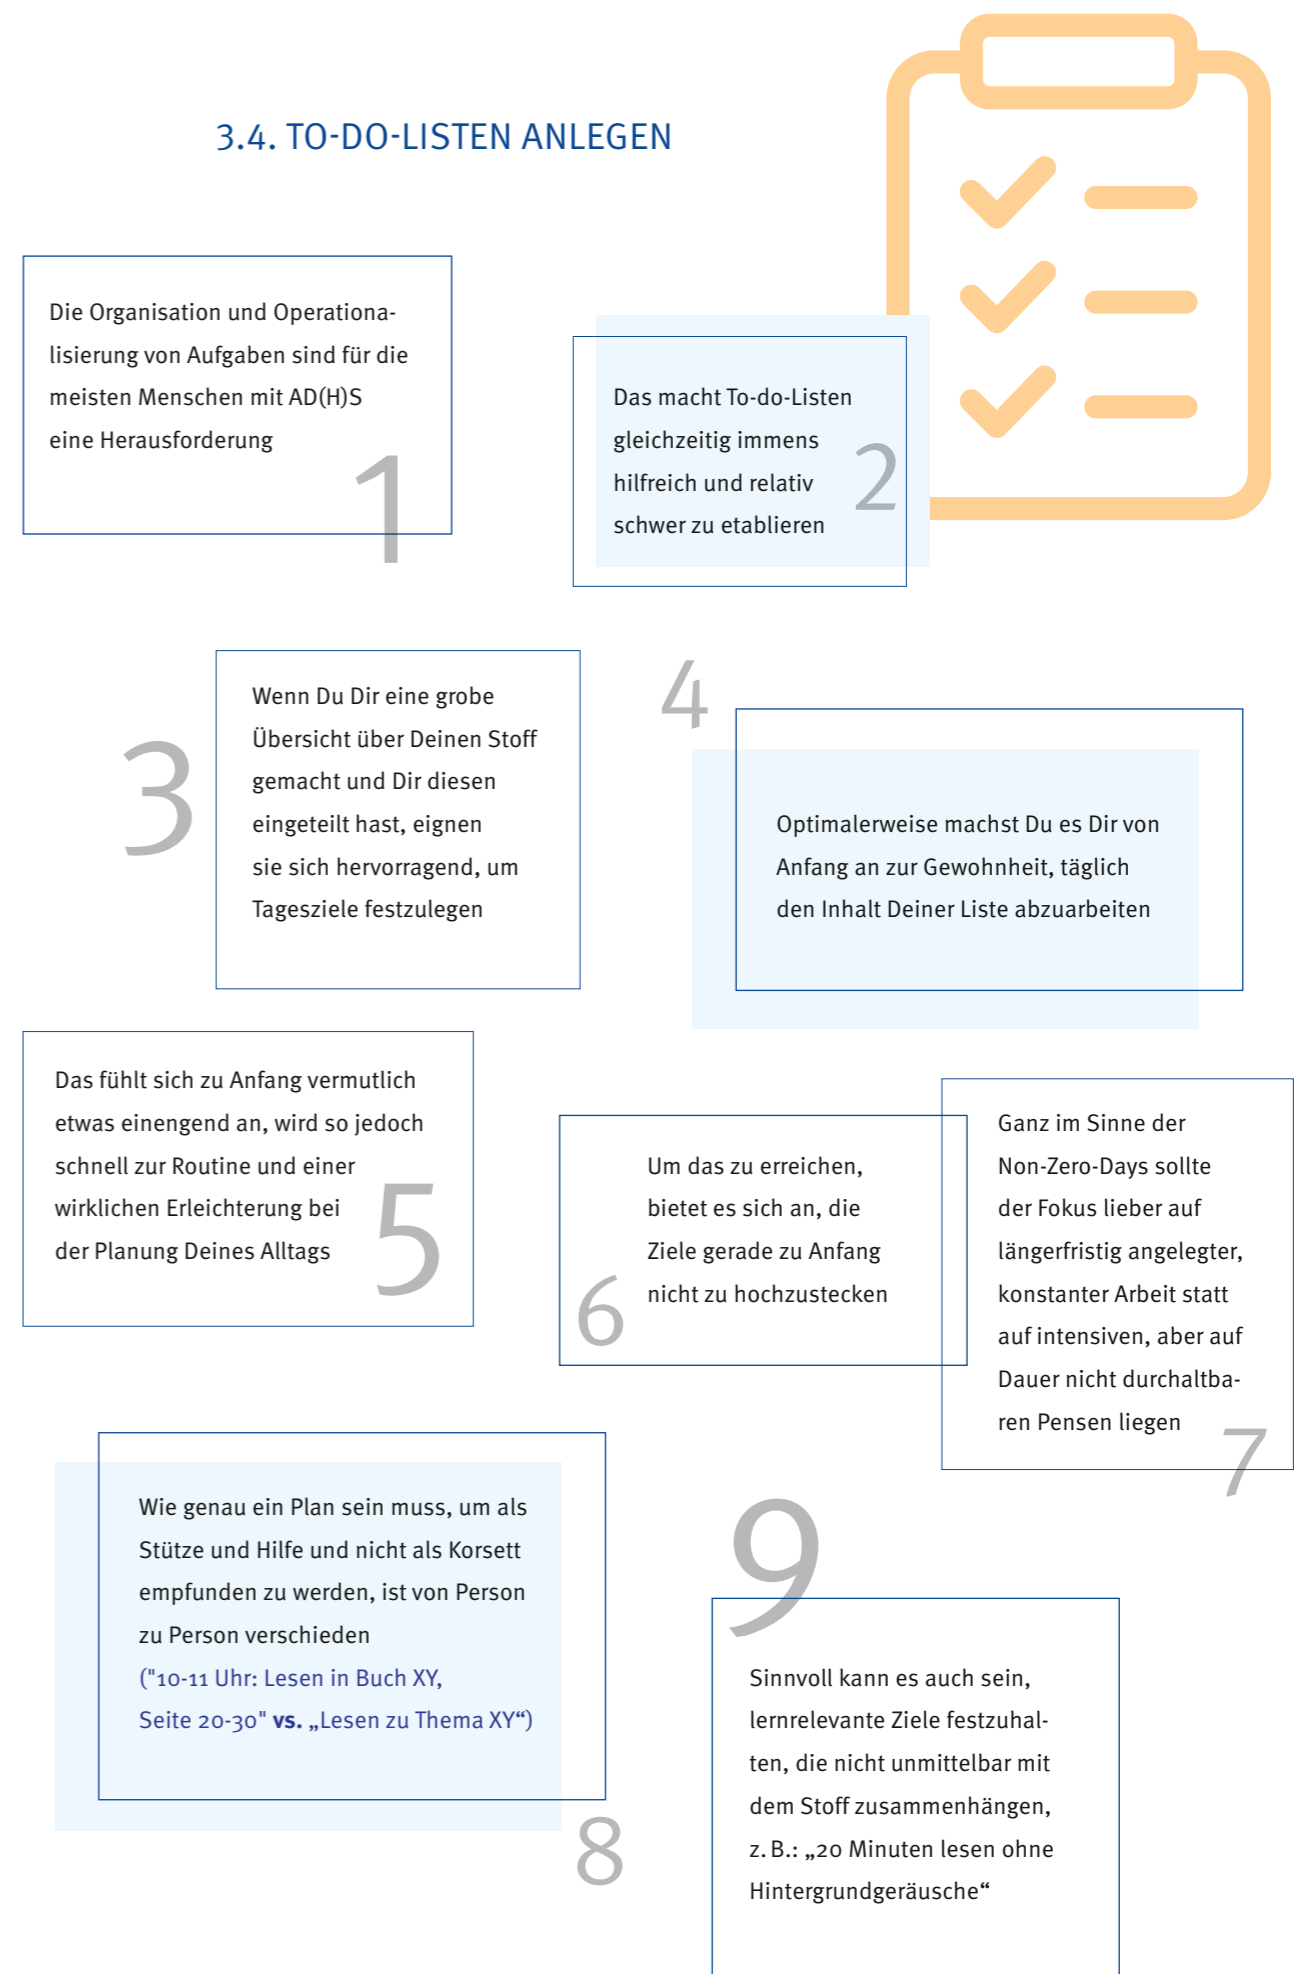 3.4. TO-DO-LISTEN ANLEGEN
Die Organisation und Operationa-
lisierung von Aufgaben sind für die
meisten Menschen mit AD(H)S
eine Herausforderung
1
Das macht To-do-Listen
gleichzeitig immens
hilfreich und relativ
schwer zu etablieren
2
3
Wenn Du Dir eine grobe
Übersicht über Deinen Stoff
gemacht und Dir diesen
eingeteilt hast, eignen
sie sich hervorragend, um
Tagesziele festzulegen
4
Optimalerweise machst Du es Dir von
Anfang an zur Gewohnheit, täglich
den Inhalt Deiner Liste abzuarbeiten
Das fühlt sich zu Anfang vermutlich
etwas einengend an, wird so jedoch
schnell zur Routine und einer
wirklichen Erleichterung bei
der Planung Deines Alltags
5
Um das zu erreichen,
bietet es sich an, die
Ziele gerade zu Anfang
nicht zu hochzustecken
6
Ganz im Sinne der
Non-Zero-Days sollte
der Fokus lieber auf
längerfristig angelegter,
konstanter Arbeit statt
auf intensiven, aber auf
Dauer nicht durchaltba-
ren Pensen liegen
7
Wie genau ein Plan sein muss, um als
Stütze und Hilfe und nicht als Korsett
empfunden zu werden, ist von Person
zu Person verschieden
("10-11 Uhr: Lesen in Buch XY,
Seite 20-30" vs. „Lesen zu Thema XY“)
8
9
Sinnvoll kann es auch sein,
lernrelevante Ziele festzuhal-
ten, die nicht unmittelbar mit
dem Stoff zusammenhängen,
z. B.: „20 Minuten lesen ohne
Hintergrundgeräusche“